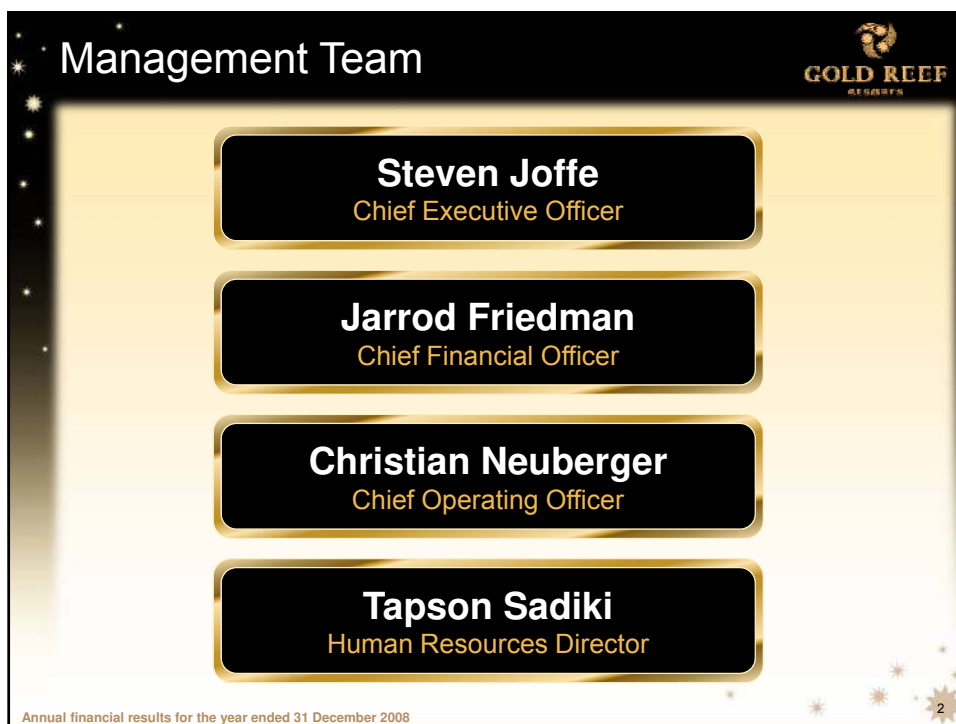 Management Team
GOLD REEF
RESORTS
Steven Joffe
Chief Executive Officer
Jarrod Friedman
Chief Financial Officer
Christian Neuberger
Chief Operating Officer
Tapson Sadiki
Human Resources Director
Annual financial results for the year ended 31 December 2008
2